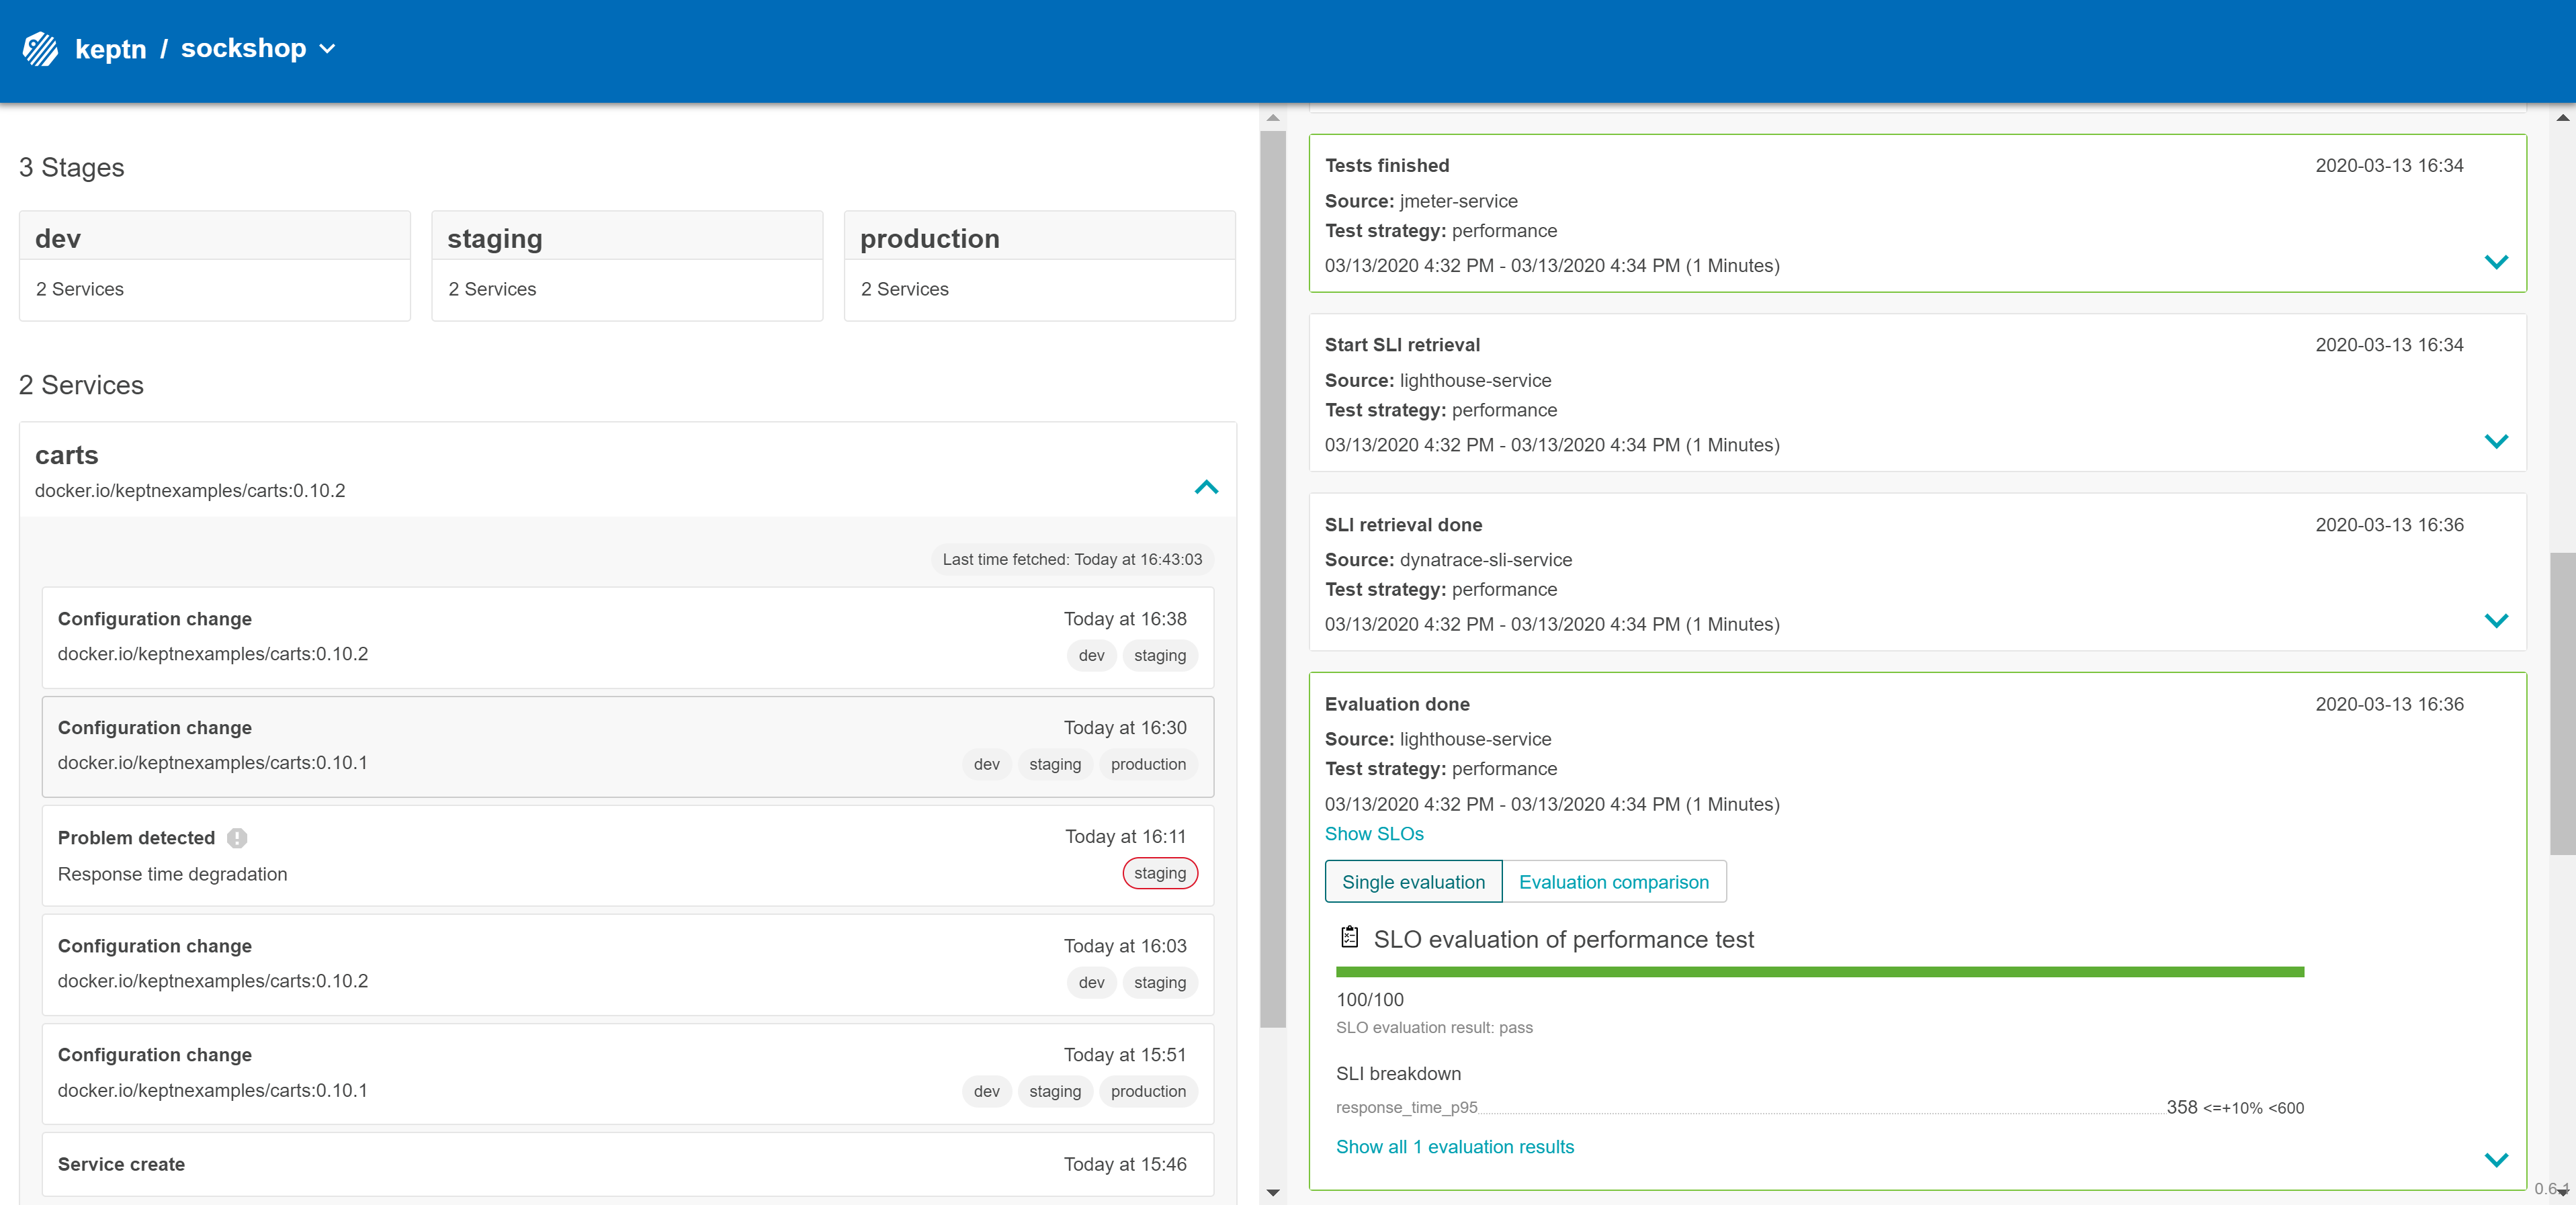 keptn / sockshop
3 Stages
dev
2 Services
staging
2 Services
production
2 Services
2 Services
carts
docker.io/keptnexamples/carts:0.10.2
Last time fetched: Today at 16:43:03
Configuration change Today at 16:38
docker.io/keptnexamples/carts:0.10.2 dev staging
Configuration change Today at 16:30
docker.io/keptnexamples/carts:0.10.1 dev staging production
Problem detected Today at 16:11
Response time degradation staging
Configuration change Today at 16:03
docker.io/keptnexamples/carts:0.10.2 dev staging
Configuration change Today at 15:51
docker.io/keptnexamples/carts:0.10.1 dev staging production
Service create Today at 15:46
Tests finished 2020-03-13 16:34
Source: jmeter-service
Test strategy: performance
03/13/2020 4:32 PM - 03/13/2020 4:34 PM (1 Minutes)
Start SLI retrieval 2020-03-13 16:34
Source: lighthouse-service
Test strategy: performance
03/13/2020 4:32 PM - 03/13/2020 4:34 PM (1 Minutes)
SLI retrieval done 2020-03-13 16:36
Source: dynatrace-sli-service
Test strategy: performance
03/13/2020 4:32 PM - 03/13/2020 4:34 PM (1 Minutes)
Evaluation done 2020-03-13 16:36
Source: lighthouse-service
Test strategy: performance
03/13/2020 4:32 PM - 03/13/2020 4:34 PM (1 Minutes)
Show SLOs
Single evaluation Evaluation comparison
SLO evaluation of performance test
100/100
SLO evaluation result: pass
SLI breakdown
response_time_p95 358 <=+10% <600
Show all 1 evaluation results
0.6.1